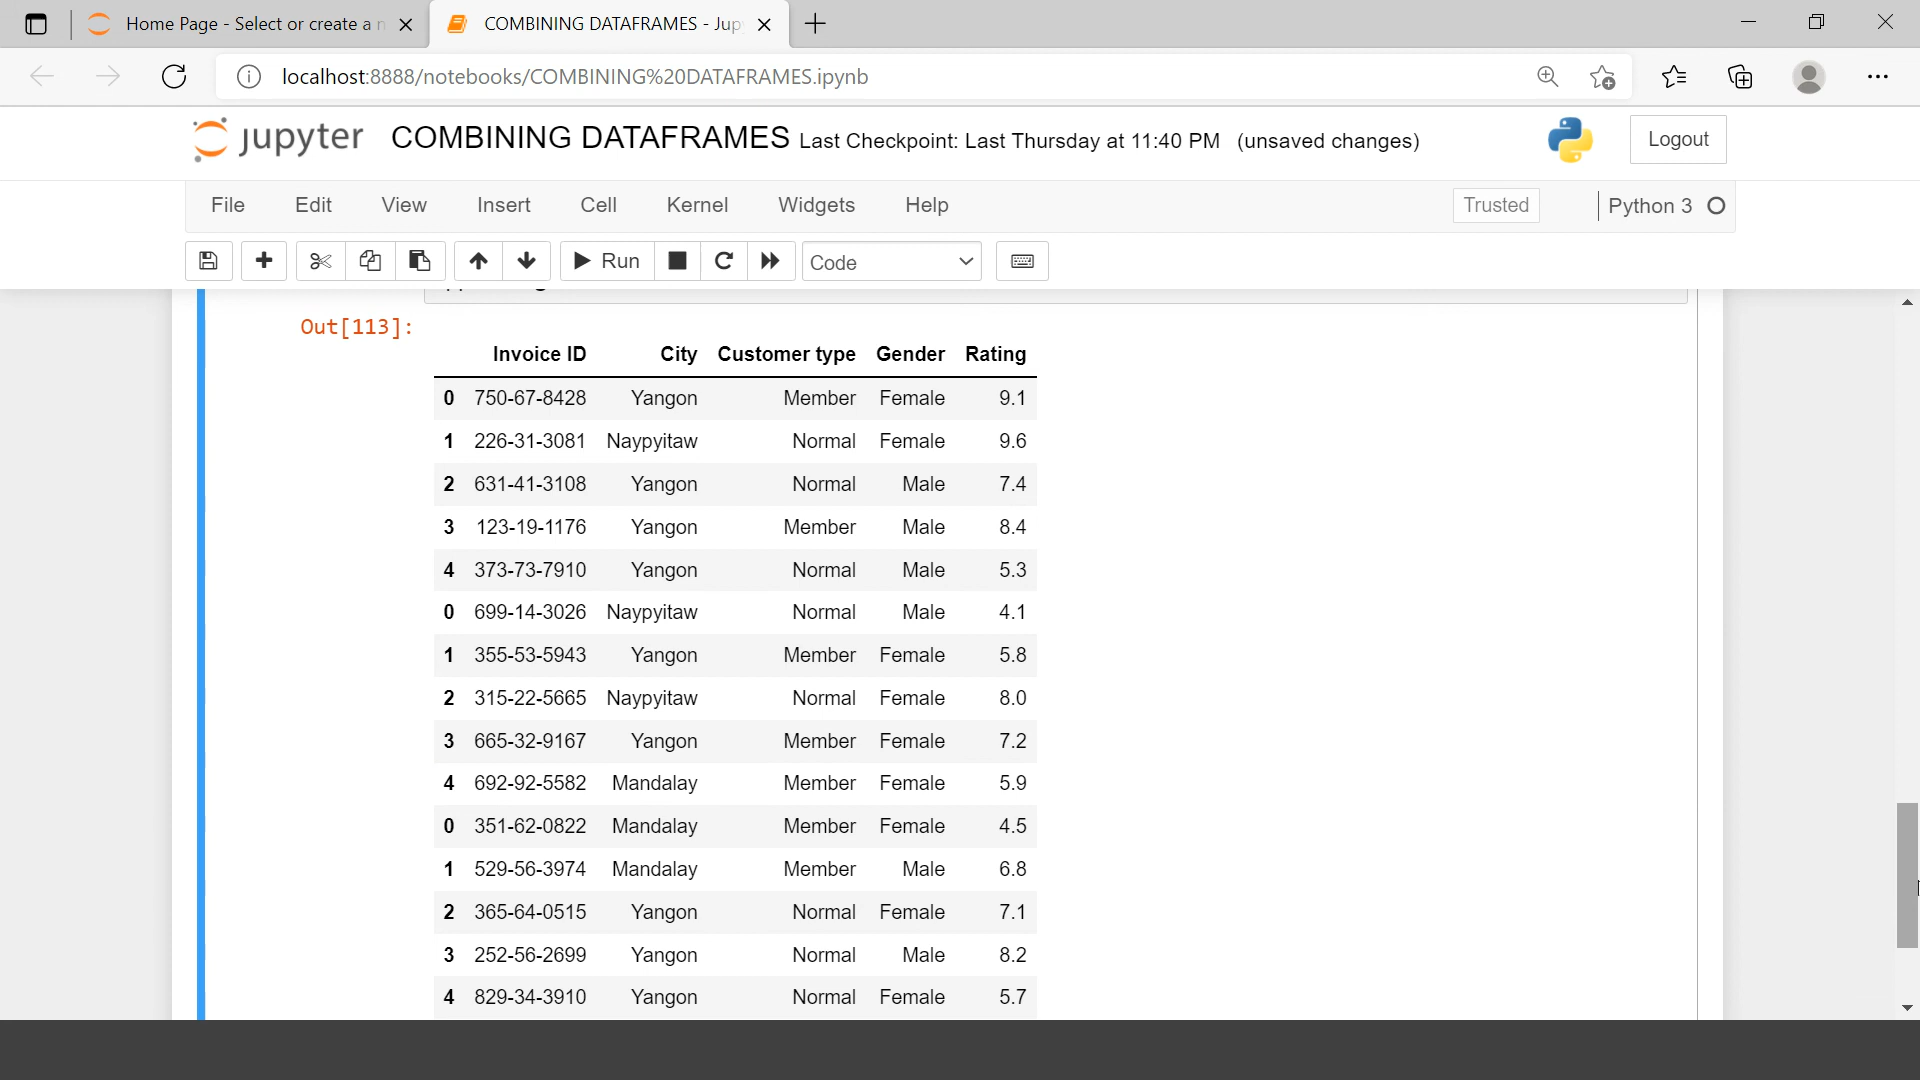 Home Page - Select or create a n
COMBINING DATAFRAMES - Jup
localhost:8888/notebooks/COMBINING%20DATAFRAMES.ipynb
jupyter COMBINING DATAFRAMES Last Checkpoint: Last Thursday at 11:40 PM (unsaved changes) Logout
File Edit View Insert Cell Kernel Widgets Help Trusted Python 3
Run Code
Out[113]:
Invoice ID City Customer type Gender Rating
0 750-67-8428 Yangon Member Female 9.1
1 226-31-3081 Naypyitaw Normal Female 9.6
2 631-41-3108 Yangon Normal Male 7.4
3 123-19-1176 Yangon Member Male 8.4
4 373-73-7910 Yangon Normal Male 5.3
0 699-14-3026 Naypyitaw Normal Male 4.1
1 355-53-5943 Yangon Member Female 5.8
2 315-22-5665 Naypyitaw Normal Female 8.0
3 665-32-9167 Yangon Member Female 7.2
4 692-92-5582 Mandalay Member Female 5.9
0 351-62-0822 Mandalay Member Female 4.5
1 529-56-3974 Mandalay Member Male 6.8
2 365-64-0515 Yangon Normal Female 7.1
3 252-56-2699 Yangon Normal Male 8.2
4 829-34-3910 Yangon Normal Female 5.7